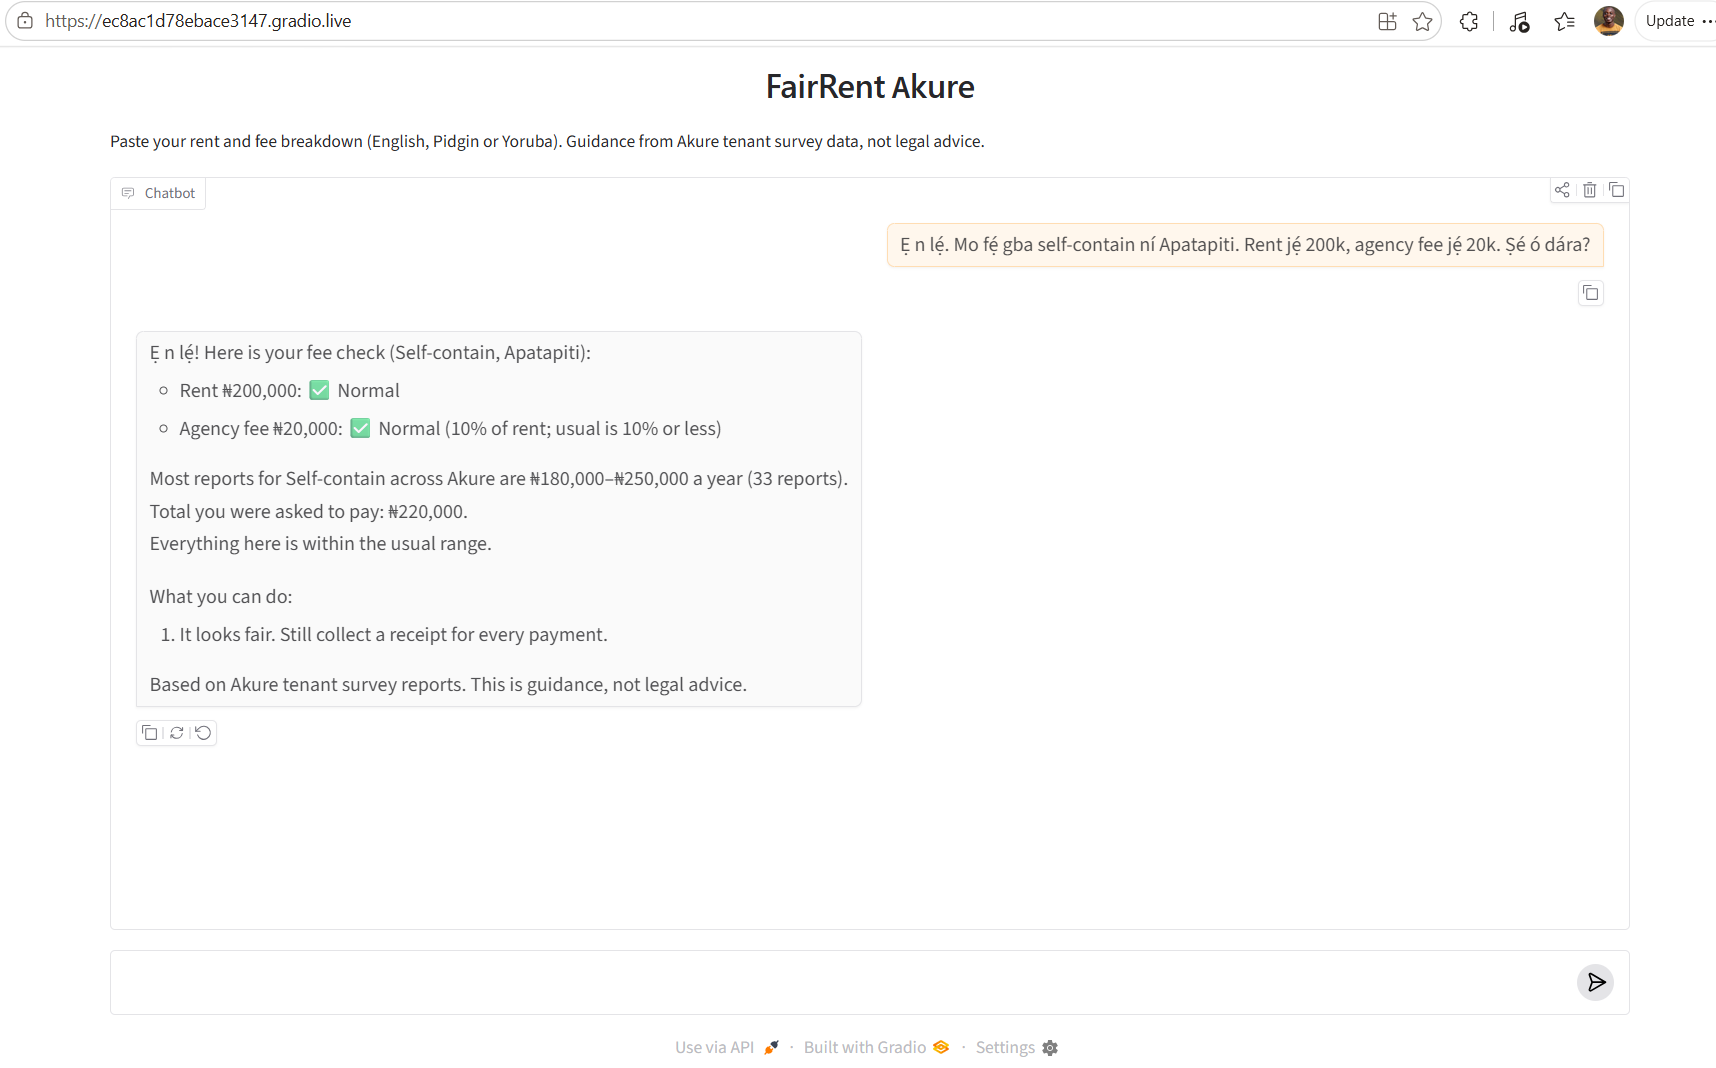 https://ec8ac1d78ebace3147.gradio.live
Update
FairRent Akure
Paste your rent and fee breakdown (English, Pidgin or Yoruba). Guidance from Akure tenant survey data, not legal advice.
Chatbot
Ẹ n lẹ́. Mo fẹ́ gba self-contain ní Apatapiti. Rent jẹ́ 200k, agency fee jẹ́ 20k. Ṣé ó dára?
Ẹ n lẹ́! Here is your fee check (Self-contain, Apatapiti):
Rent ₦200,000: ✅ Normal
Agency fee ₦20,000: ✅ Normal (10% of rent; usual is 10% or less)
Most reports for Self-contain across Akure are ₦180,000–₦250,000 a year (33 reports).
Total you were asked to pay: ₦220,000.
Everything here is within the usual range.
What you can do:
1. It looks fair. Still collect a receipt for every payment.
Based on Akure tenant survey reports. This is guidance, not legal advice.
Use via API · Built with Gradio · Settings